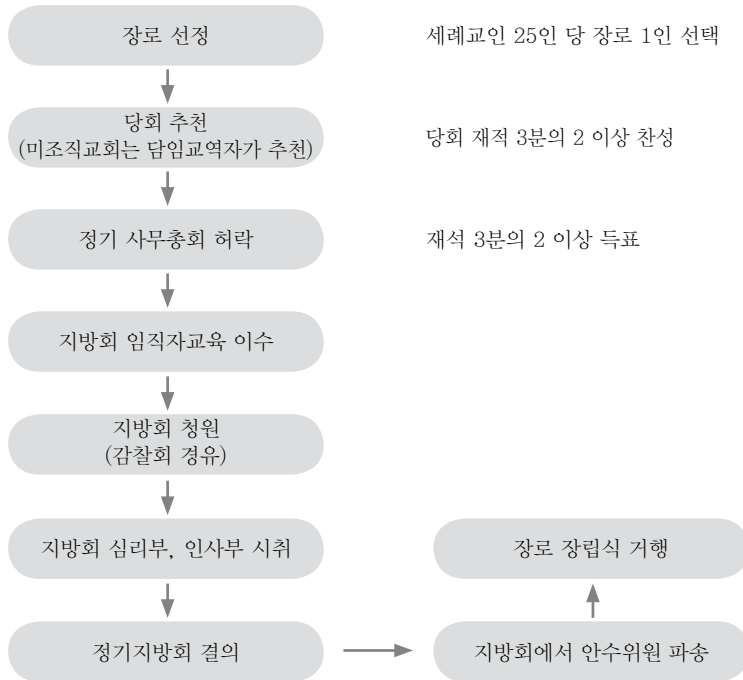 장로 선정
세례교인 25인 당 장로 1인 선택
당회 추천
(미조직교회는 담임교역자가 추천)
당회 재적 3분의 2 이상 찬성
정기 사무총회 허락
재석 3분의 2 이상 득표
지방회 임직자교육 이수
지방회 청원
(감찰회 경유)
지방회 심리부, 인사부 시취
장로 장립식 거행
정기지방회 결의
지방회에서 안수위원 파송